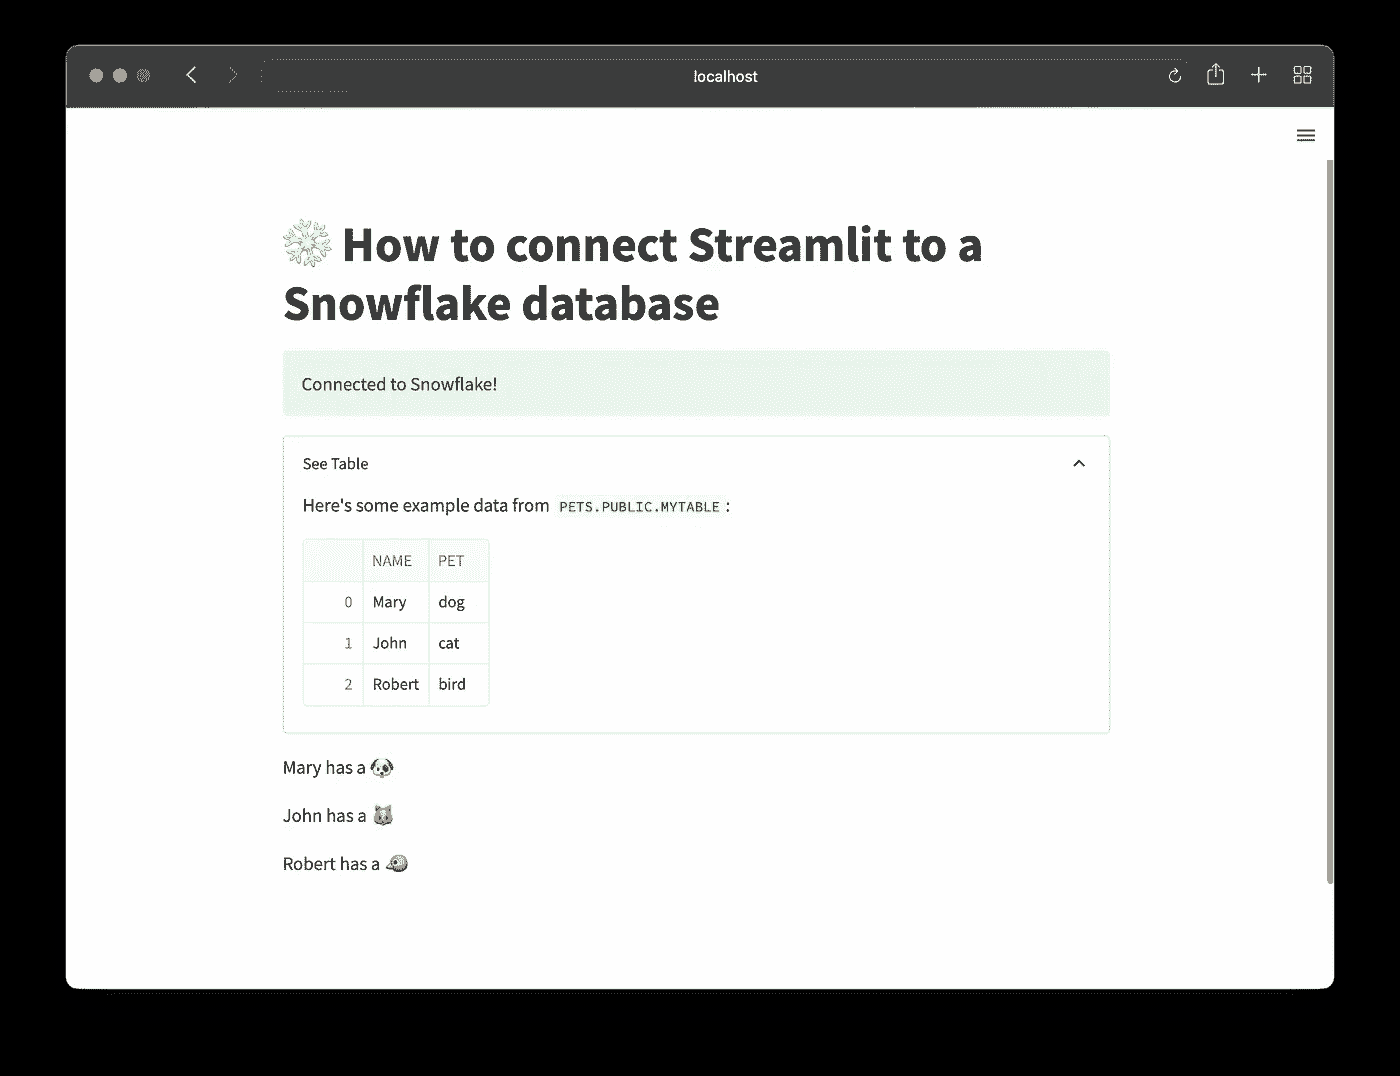 localhost
How to connect Streamlit to a
Snowflake database
Connected to Snowflake!
See Table
Here's some example data from PETS.PUBLIC.MYTABLE :
NAME PET
0 Mary dog
1 John cat
2 Robert bird
Mary has a
John has a
Robert has a